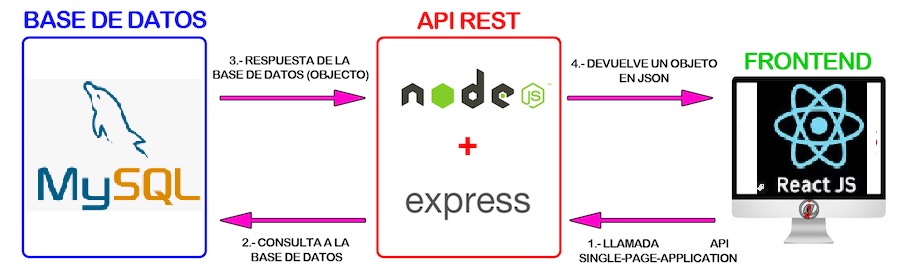 BASE DE DATOS
API REST
FRONTEND
3.- RESPUESTA DE LA
BASE DE DATOS (OBJECTO)
4.- DEVUELVE UN OBJETO
EN JSON
MySQL
node
JS
+
express
React JS
2.- CONSULTA A LA
BASE DE DATOS
1.- LLAMADA API
SINGLE-PAGE-APPLICATION